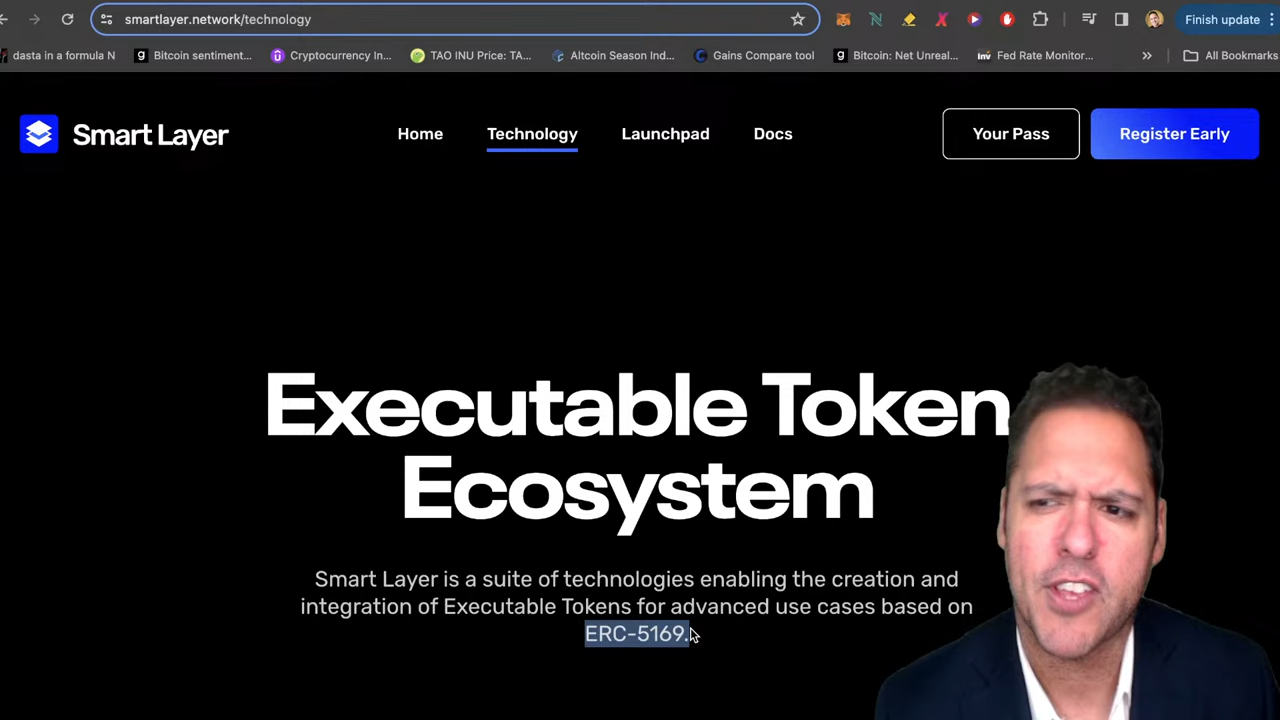 smartlayer.network/technology
Finish update
dasta in a formula N
Bitcoin sentiment...
Cryptocurrency In...
TAO INU Price: TA...
Altcoin Season Ind...
Gains Compare tool
Bitcoin: Net Unreal...
inv
Fed Rate Monitor...
»
All Bookmarks
Smart Layer
Home
Technology
Launchpad
Docs
Your Pass
Register Early
Executable Token
Ecosystem
Smart Layer is a suite of technologies enabling the creation and
integration of Executable Tokens for advanced use cases based on
ERC-5169.